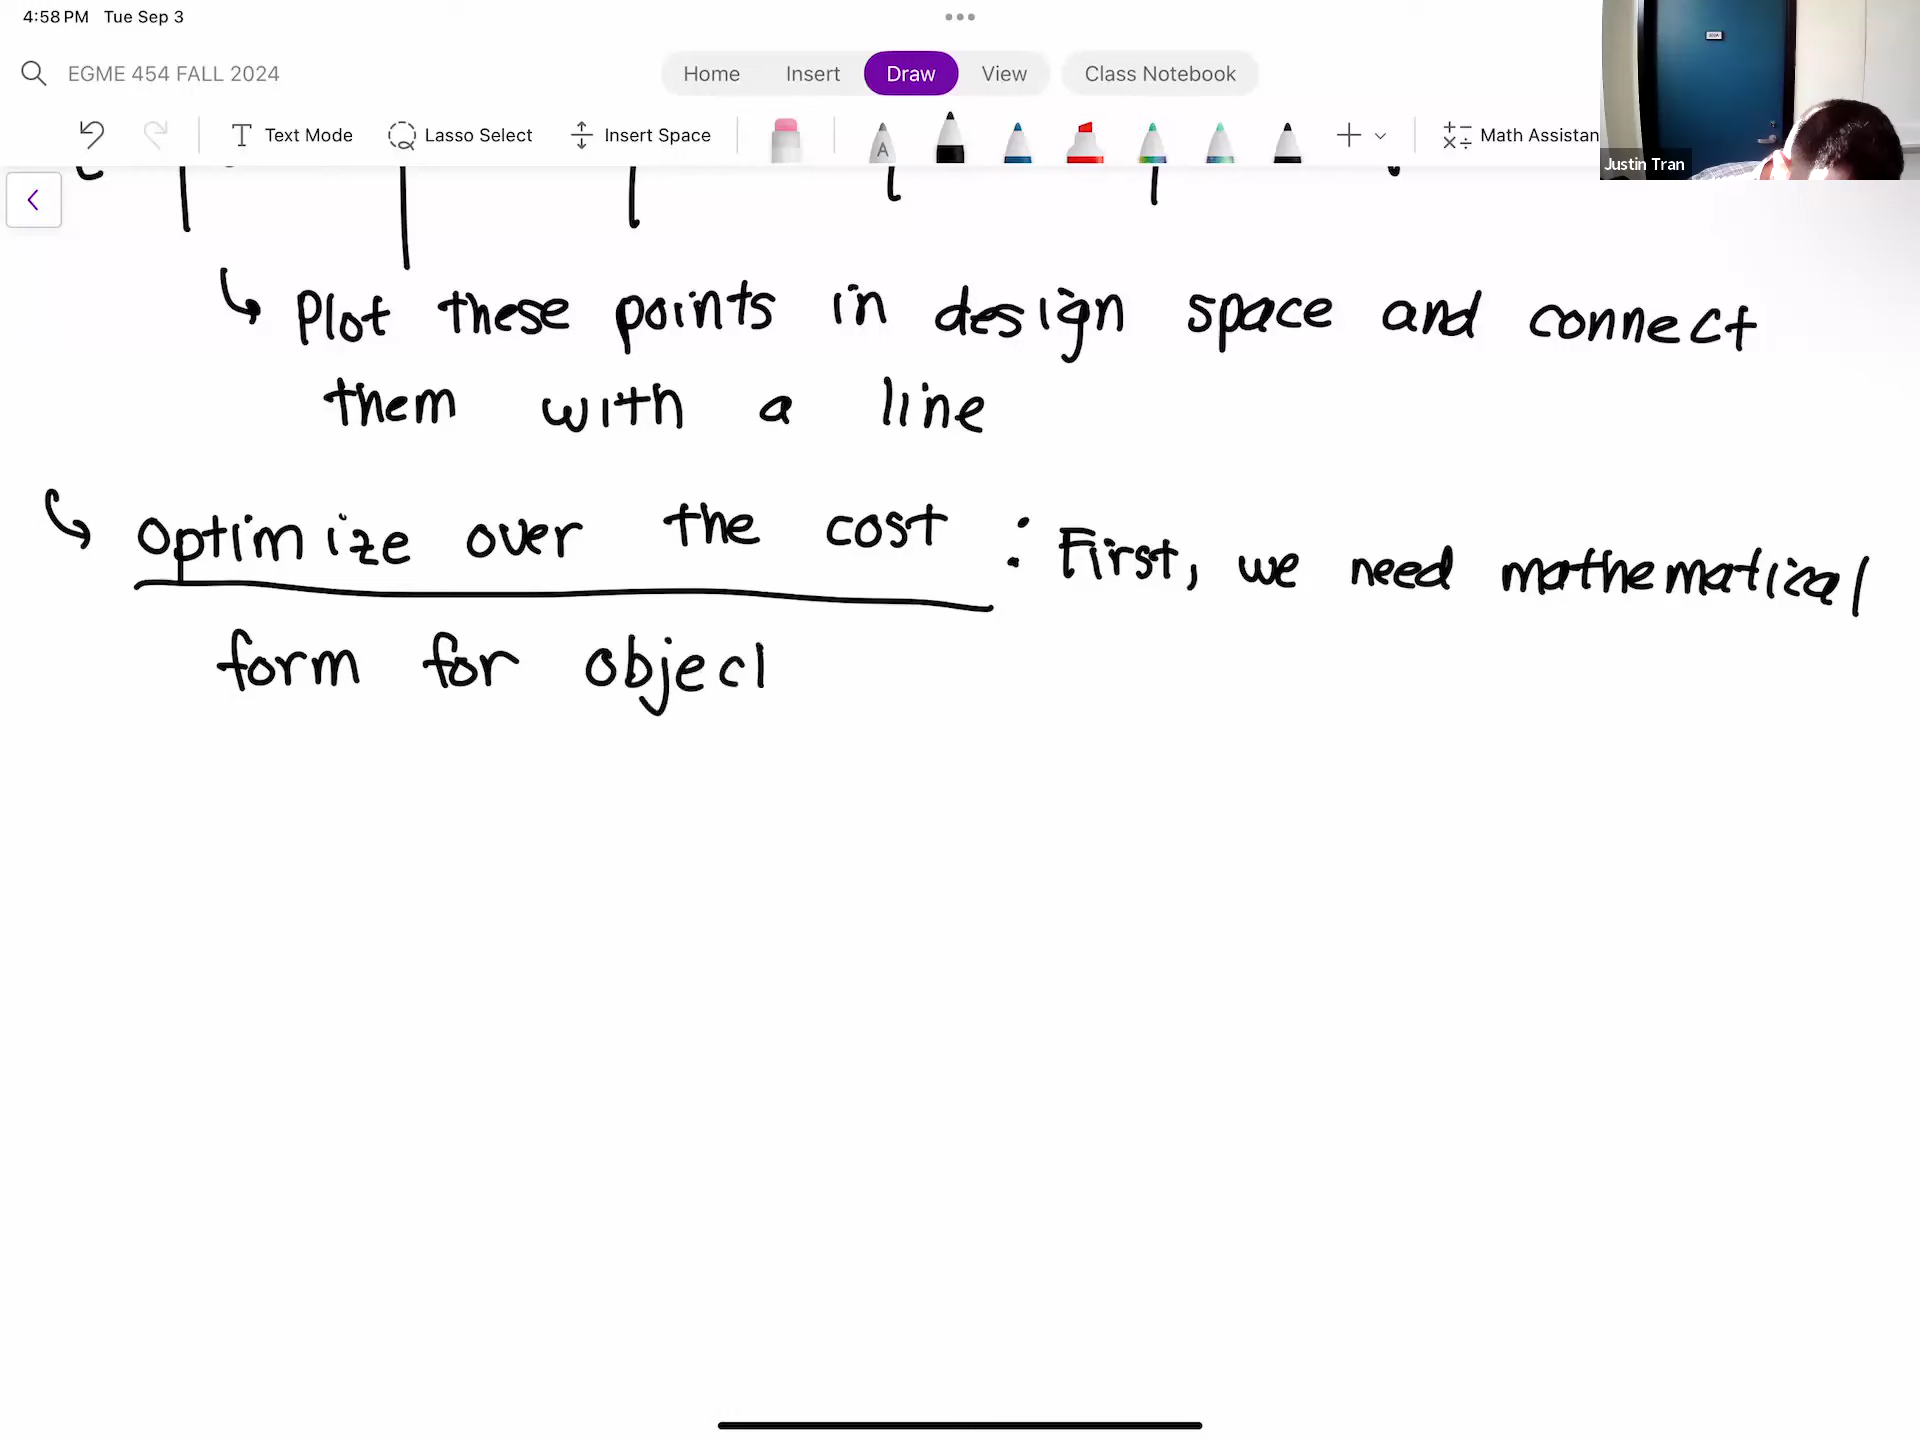 4:58 PM Tue Sep 3
EGME 454 FALL 2024
Home Insert Draw View Class Notebook
Text Mode Lasso Select Insert Space A Math Assistan
Justin Tran
Plot these points in design space and connect
them with a line
Optimize over the cost : First, we need mathematical
form for object